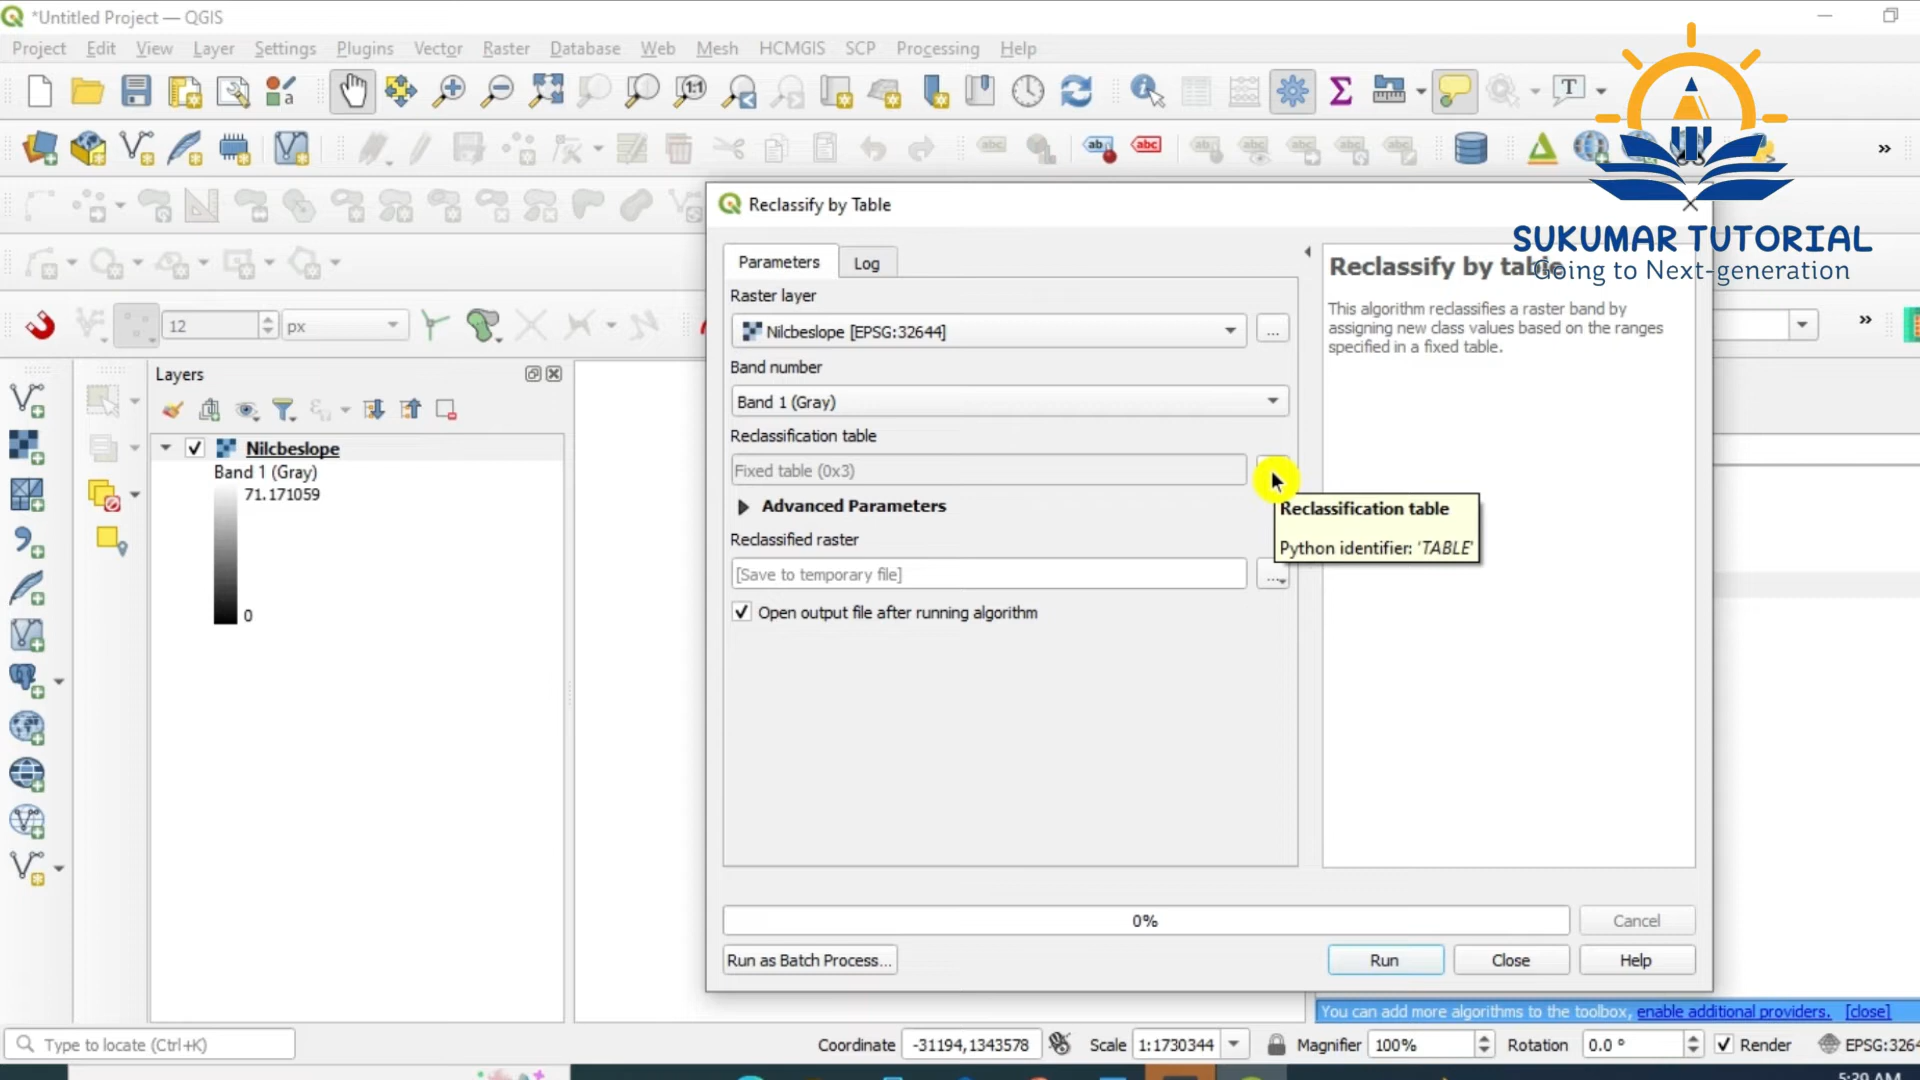 *Untitled Project — QGIS
Project Edit View Layer Settings Plugins Vector Raster Database Web Mesh HCMGIS SCP Processing Help
1:1
T
abc
abc
abc
SUKUMAR TUTORIAL
Going to Next-generation
12
px
Layers
Nilcbeslope
Band 1 (Gray)
71.171059
0
Reclassify by Table
Parameters
Log
Raster layer
Nilcbeslope [EPSG:32644]
...
Band number
Band 1 (Gray)
Reclassification table
Fixed table (0x3)
Advanced Parameters
Reclassified raster
[Save to temporary file]
...
Open output file after running algorithm
Reclassification table
Python identifier: 'TABLE'
Reclassify by table
This algorithm reclassifies a raster band by
assigning new class values based on the ranges
specified in a fixed table.
0%
Cancel
Run as Batch Process...
Run
Close
Help
You can add more algorithms to the toolbox, enable additional providers. [close]
Type to locate (Ctrl+K)
Coordinate -31194,1343578 Scale 1:1730344 Magnifier 100% Rotation 0.0 ° Render EPSG:3264